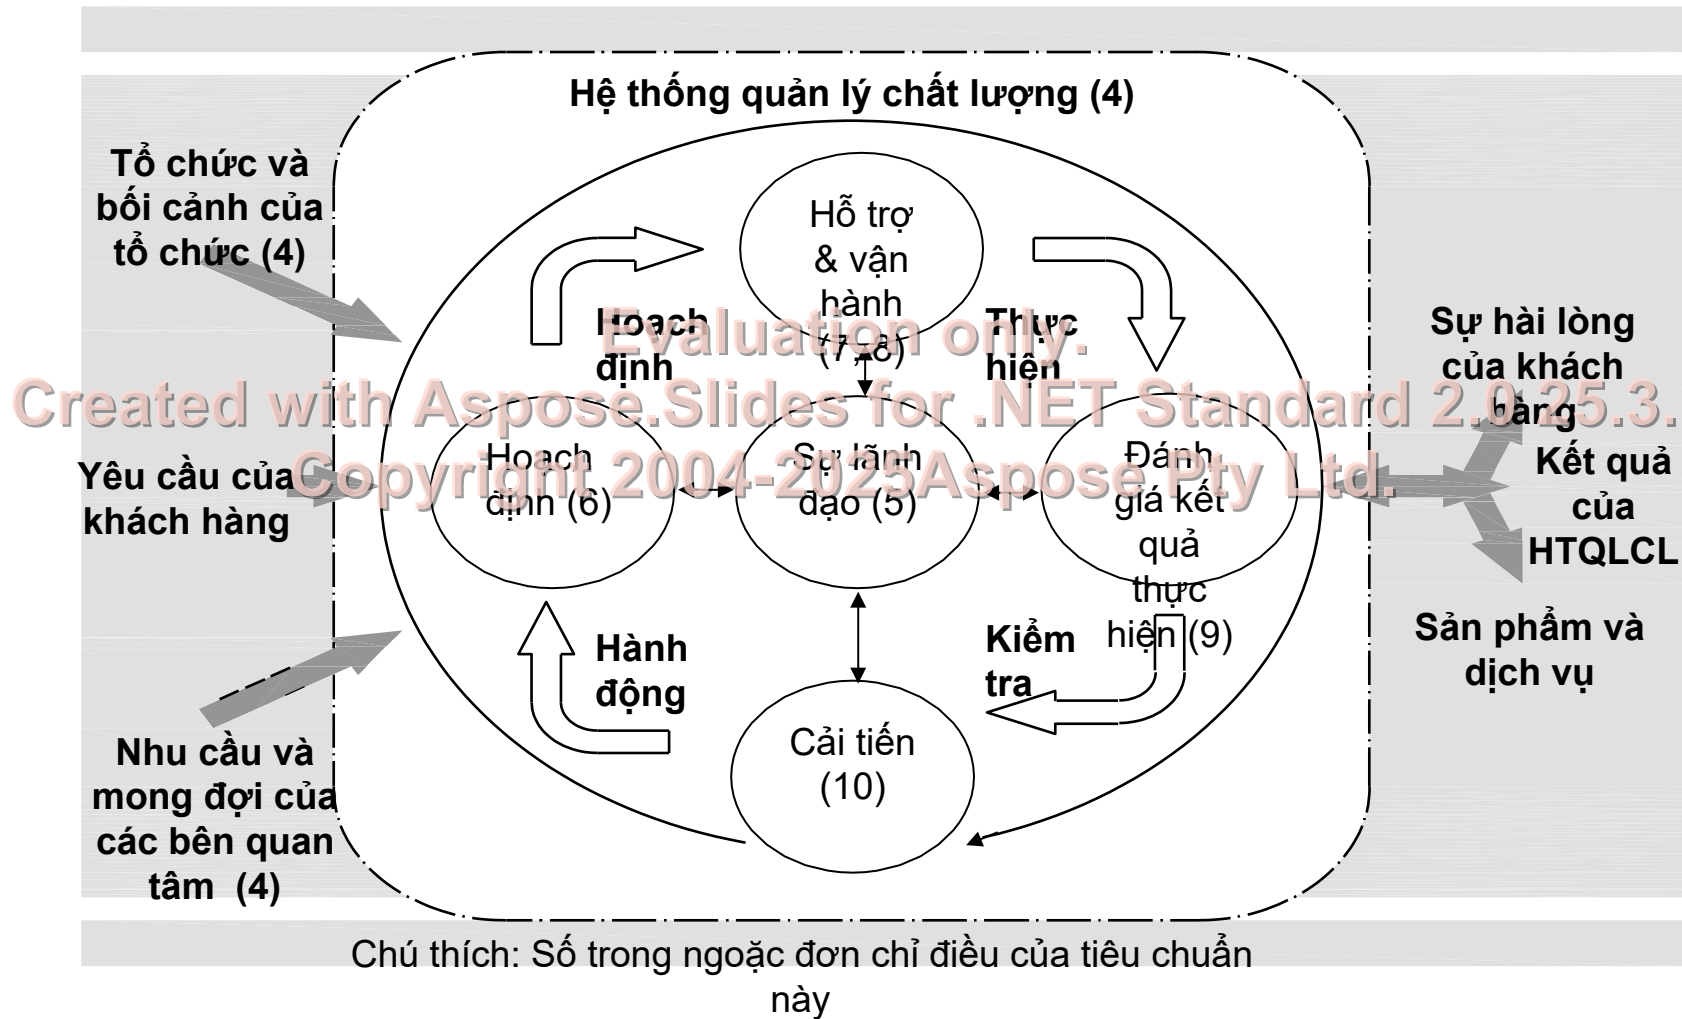 Hệ thống quản lý chất lượng (4)
Tổ chức và
bối cảnh của
tổ chức (4)
Yêu cầu của
khách hàng
Nhu cầu và
mong đợi của
các bên quan
tâm (4)
Hỗ trợ
& vận
hành
(7, 8)
Hoạch
định
Thực
hiện
Hoạch
định (6)
Sự lãnh
đạo (5)
Đánh
giá kết
quả
thực
hiện (9)
Hành
động
Kiểm
tra
Cải tiến
(10)
Sự hài lòng
của khách
hàng
Kết quả
của
HTQLCL
Sản phẩm và
dịch vụ
Evaluation only.
Created with Aspose.Slides for .NET Standard 2.0 25.3.
Copyright 2004-2025Aspose Pty Ltd.
Chú thích: Số trong ngoặc đơn chỉ điều của tiêu chuẩn
này